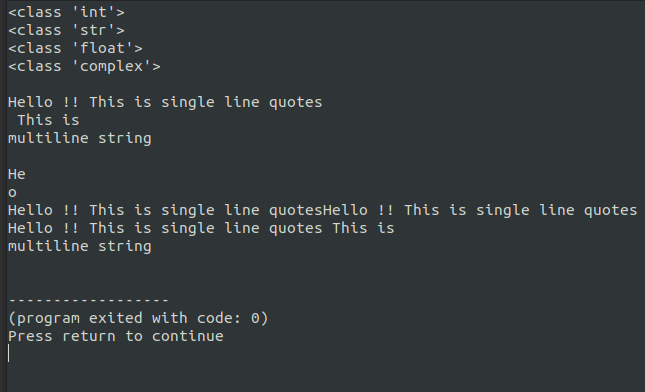 <class 'int'>
<class 'str'>
<class 'float'>
<class 'complex'>
Hello !! This is single line quotes
 This is
multiline string
He
o
Hello !! This is single line quotesHello !! This is single line quotes
Hello !! This is single line quotes This is
multiline string
------------------
(program exited with code: 0)
Press return to continue